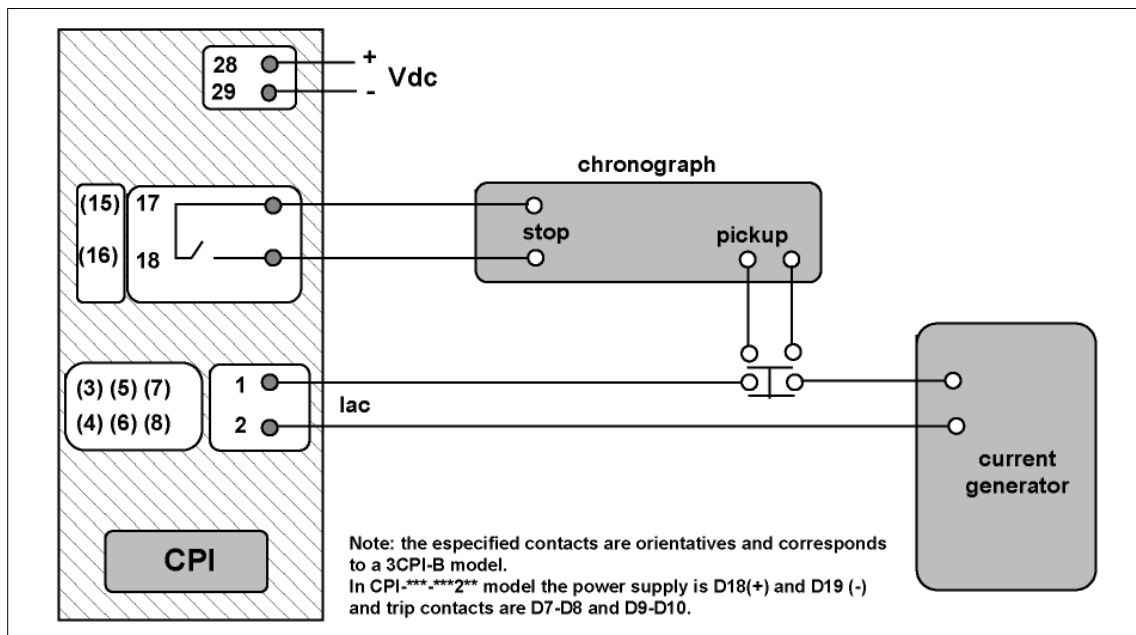 28 +
Vdc
29 -
chronograph
(15) 17
stop pickup
(16) 18
(3) (5) (7) 1
Iac
(4) (6) (8) 2
current
generator
CPI
Note: the especified contacts are orientatives and corresponds
to a 3CPI-B model.
In CPI-***-***2** model the power supply is D18(+) and D19 (-)
and trip contacts are D7-D8 and D9-D10.